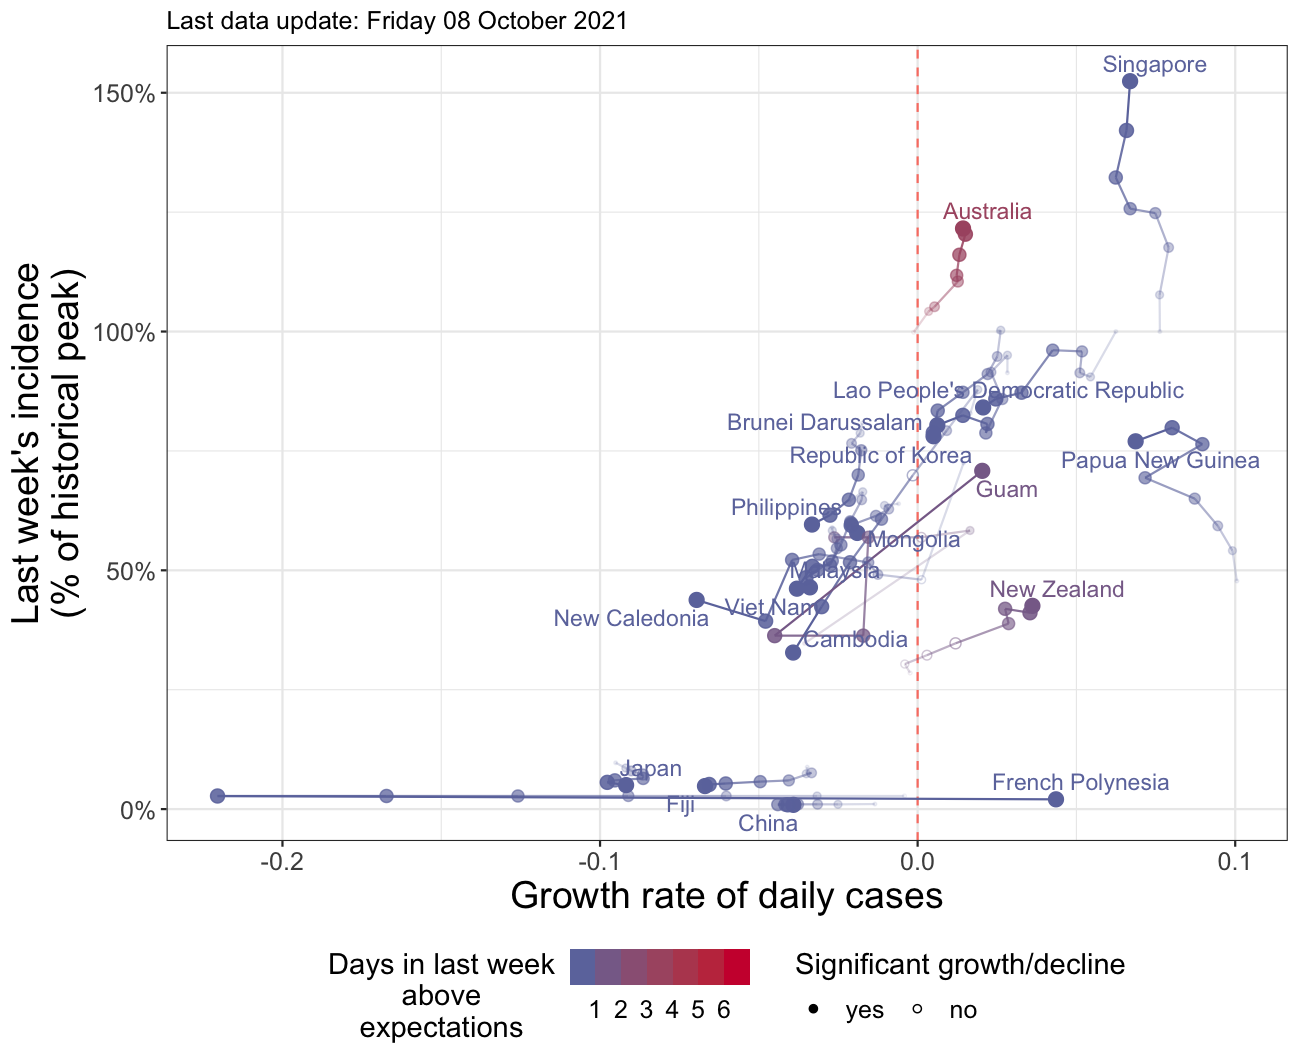 Last data update: Friday 08 October 2021
Last week's incidence
(% of historical peak)
150%
100%
50%
0%
Singapore
Australia
Lao People's Democratic Republic
Brunei Darussalam
Republic of Korea
Papua New Guinea
Guam
Philippines
Mongolia
Malaysia
New Zealand
Viet Nam
New Caledonia
Cambodia
Japan
French Polynesia
Fiji
China
-0.2
-0.1
0.0
0.1
Growth rate of daily cases
Days in last week
above
expectations
1 2 3 4 5 6
Significant growth/decline
yes
no